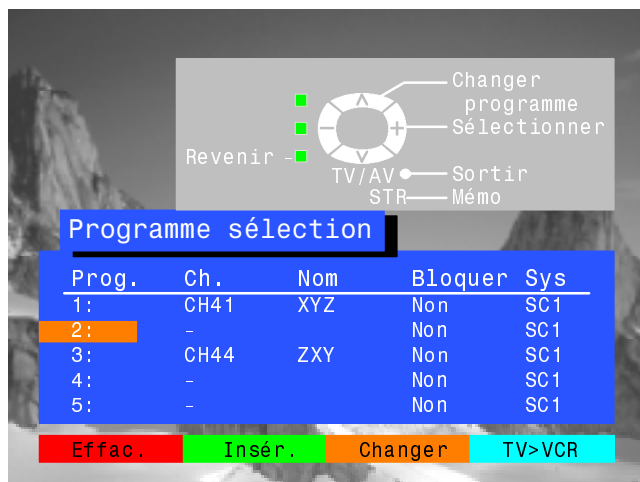 Changer
programme
Sélectionner
Revenir
TV/AV
Sortir
STR
Mémo
Programme sélection
Prog. Ch. Nom Bloquer Sys
1: CH41 XYZ Non SC1
2: – Non SC1
3: CH44 ZXY Non SC1
4: – Non SC1
5: – Non SC1
Effac. Insér. Changer TV>VCR